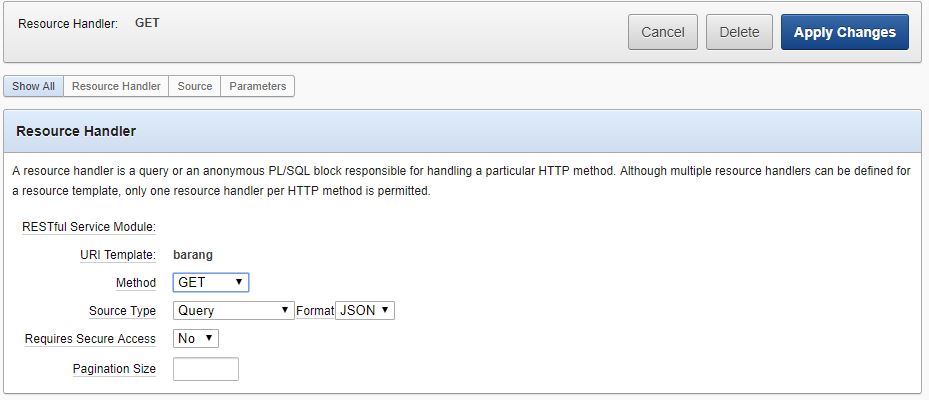 Resource Handler: GET
Cancel Delete Apply Changes
Show All Resource Handler Source Parameters
Resource Handler
A resource handler is a query or an anonymous PL/SQL block responsible for handling a particular HTTP method. Although multiple resource handlers can be defined for
a resource template, only one resource handler per HTTP method is permitted.
RESTful Service Module:
URI Template: barang
Method GET
Source Type Query Format JSON
Requires Secure Access No
Pagination Size